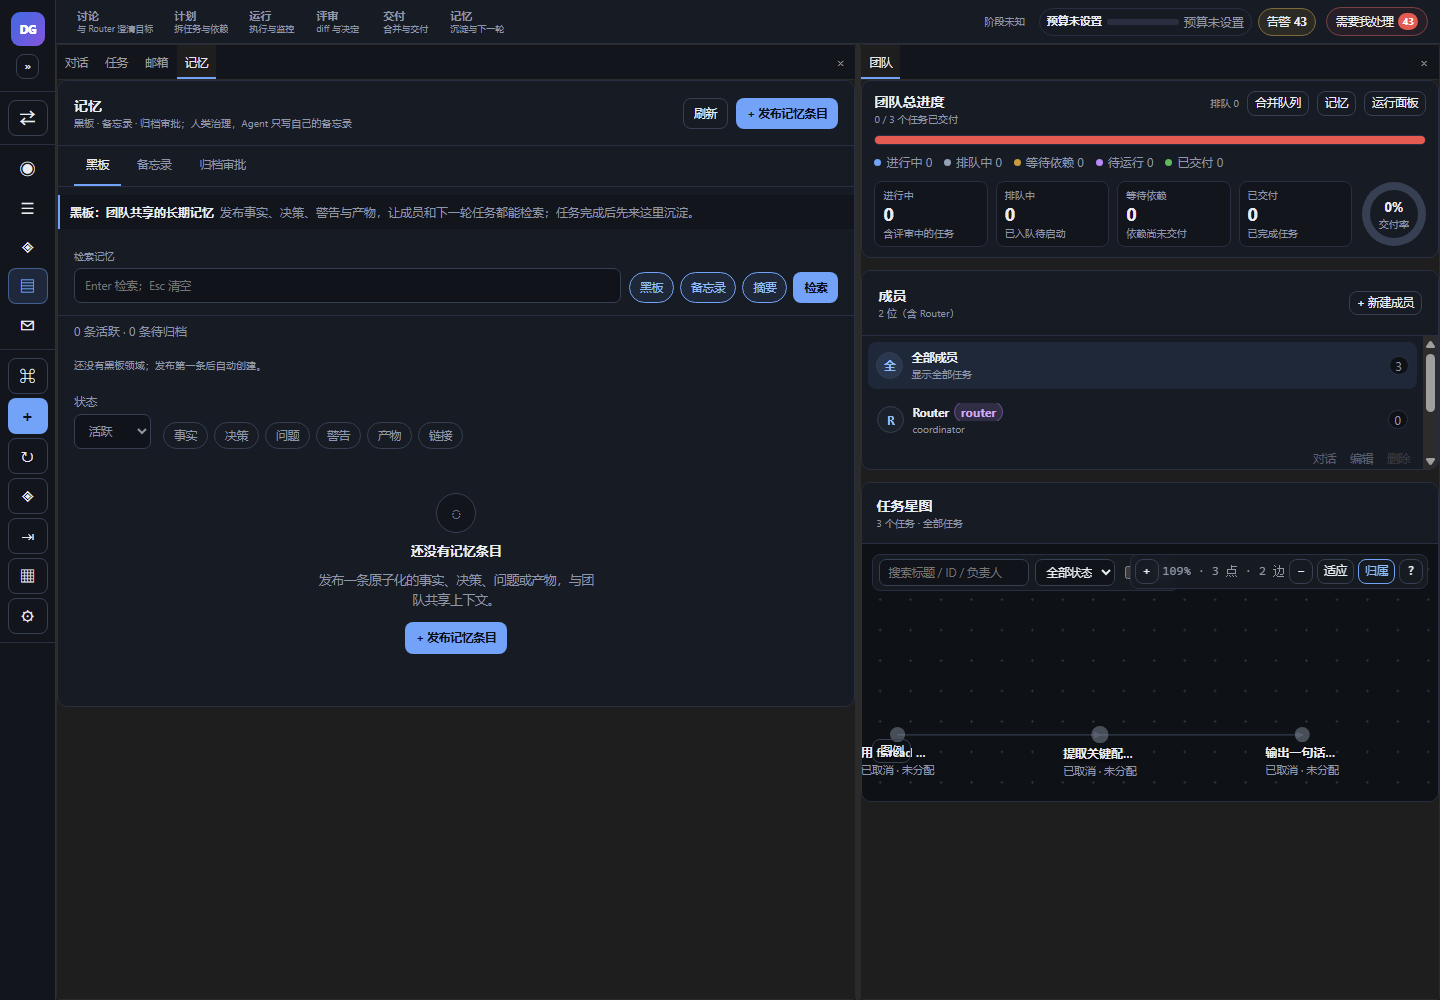 DG
»
讨论
与 Router 澄清目标
计划
拆任务与依赖
运行
执行与监控
评审
diff 与决定
交付
合并与交付
记忆
沉淀与下一轮
阶段未知
预算未设置
预算未设置
告警 43
需要我处理 43
对话
任务
邮箱
记忆
×
记忆
黑板 · 备忘录 · 归档审批；人类治理，Agent 只写自己的备忘录
刷新
+ 发布记忆条目
黑板
备忘录
归档审批
黑板：团队共享的长期记忆 发布事实、决策、警告与产物，让成员和下一轮任务都能检索；任务完成后先来这里沉淀。
检索记忆
Enter 检索；Esc 清空
黑板
备忘录
摘要
检索
0 条活跃 · 0 条待归档
还没有黑板领域；发布第一条后自动创建。
状态
活跃
事实
决策
问题
警告
产物
链接
还没有记忆条目
发布一条原子化的事实、决策、问题或产物，与团
队共享上下文。
+ 发布记忆条目
团队
×
团队总进度
0 / 3 个任务已交付
排队 0
合并队列
记忆
运行面板
进行中 0
排队中 0
等待依赖 0
待运行 0
已交付 0
进行中
0
含评审中的任务
排队中
0
已入队待启动
等待依赖
0
依赖尚未交付
已交付
0
已完成任务
0%
交付率
成员
2 位（含 Router）
+ 新建成员
全
全部成员
显示全部任务
3
R
Router router
coordinator
0
对话
编辑
删除
任务星图
3 个任务 · 全部任务
搜索标题 / ID / 负责人
全部状态
+
109% · 3 点 · 2 边
−
适应
归属
?
图例
用 fs.read ...
已取消 · 未分配
提取关键配...
已取消 · 未分配
输出一句话...
已取消 · 未分配